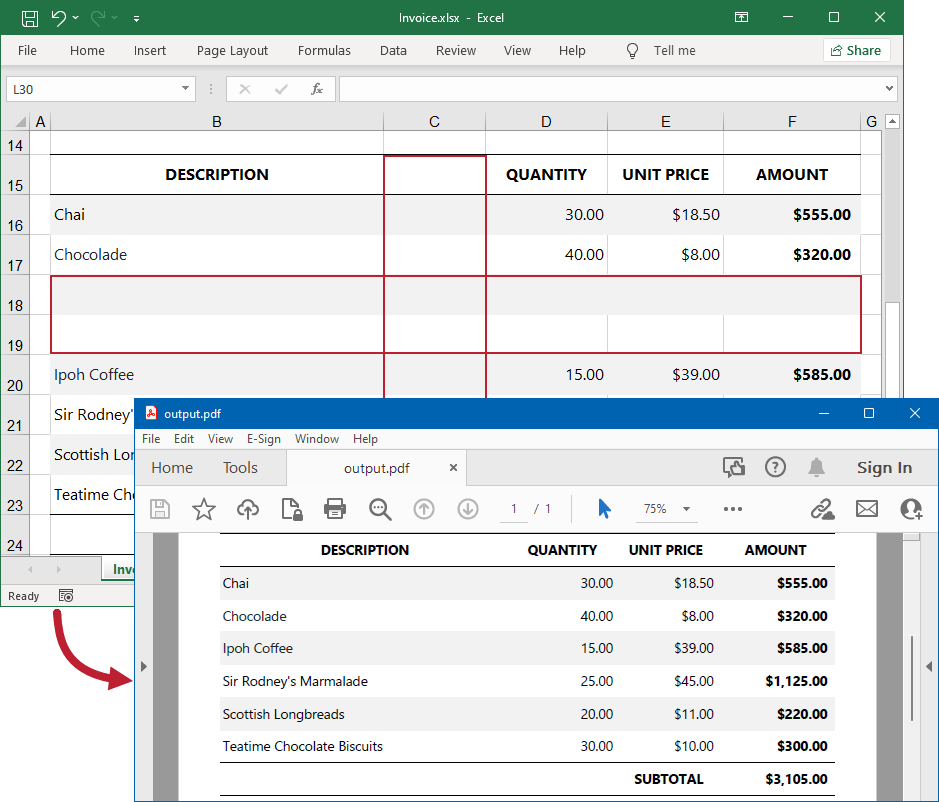 Invoice.xlsx - Excel
File Home Insert Page Layout Formulas Data Review View Help Tell me Share
L30 fx
A B C D E F G
14
15 DESCRIPTION QUANTITY UNIT PRICE AMOUNT
16 Chai 30.00 $18.50 $555.00
17 Chocolade 40.00 $8.00 $320.00
18
19
20 Ipoh Coffee 15.00 $39.00 $585.00
21 Sir Rodney'
22 Scottish Lor
23 Teatime Cho
24
Inv
Ready
output.pdf
File Edit View E-Sign Window Help
Home Tools output.pdf × Sign In
1 / 1 75%
DESCRIPTION QUANTITY UNIT PRICE AMOUNT
Chai 30.00 $18.50 $555.00
Chocolade 40.00 $8.00 $320.00
Ipoh Coffee 15.00 $39.00 $585.00
Sir Rodney's Marmalade 25.00 $45.00 $1,125.00
Scottish Longbreads 20.00 $11.00 $220.00
Teatime Chocolate Biscuits 30.00 $10.00 $300.00
SUBTOTAL $3,105.00